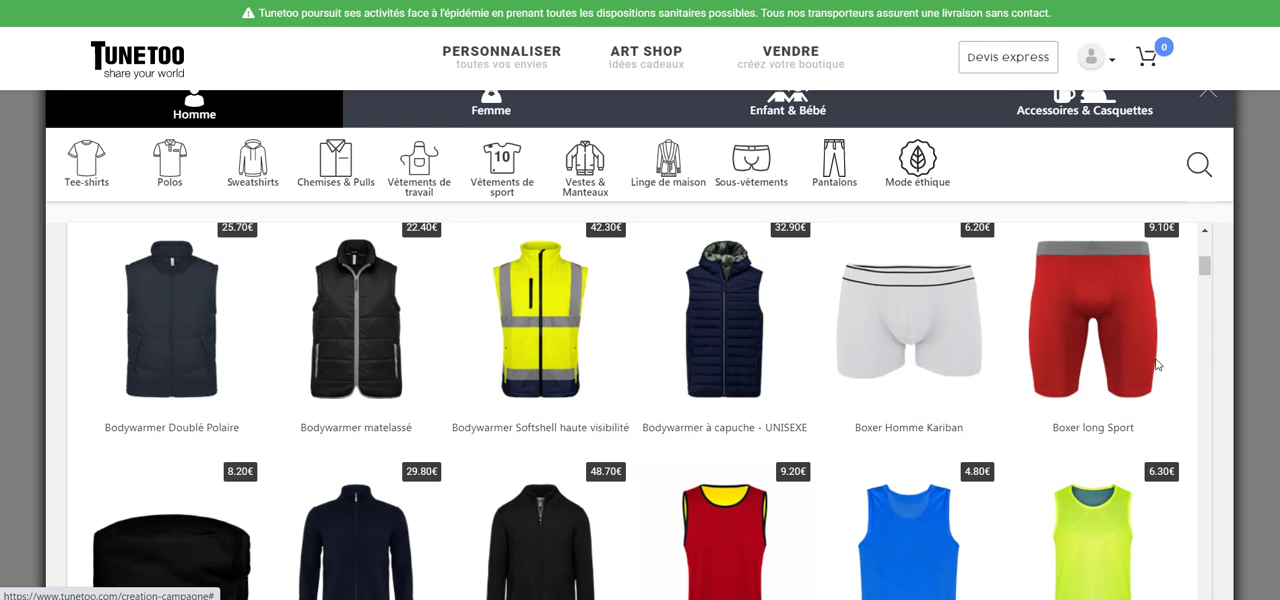 Tunetoo poursuit ses activités face à l'épidémie en prenant toutes les dispositions sanitaires possibles. Tous nos transporteurs assurent une livraison sans contact.
TUNETOO
share your world
PERSONNALISER
toutes vos envies
ART SHOP
idées cadeaux
VENDRE
créez votre boutique
Devis express
0
Homme
Femme
Enfant & Bébé
Accessoires & Casquettes
10
Tee-shirts
Polos
Sweatshirts
Chemises & Pulls
Vêtements de
travail
Vêtements de
sport
Vestes &
Manteaux
Linge de maison
Sous-vêtements
Pantalons
Mode éthique
25.70€
22.40€
42.30€
32.90€
6.20€
9.10€
Bodywarmer Doublé Polaire
Bodywarmer matelassé
Bodywarmer Softshell haute visibilité
Bodywarmer à capuche - UNISEXE
Boxer Homme Kariban
Boxer long Sport
8.20€
29.80€
48.70€
9.20€
4.80€
6.30€
https://www.tunetoo.com/creation-campagne#